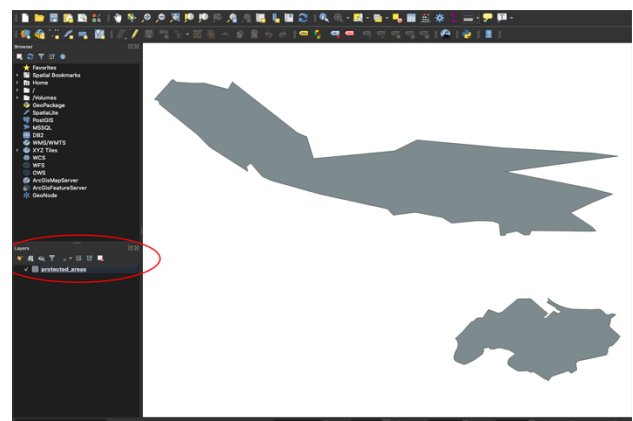 Browser
Favorites
Spatial Bookmarks
Home
/
/Volumes
GeoPackage
SpatiaLite
PostGIS
MSSQL
DB2
WMS/WMTS
XYZ Tiles
WCS
WFS
OWS
ArcGisMapServer
ArcGisFeatureServer
GeoNode
Layers
protected_areas